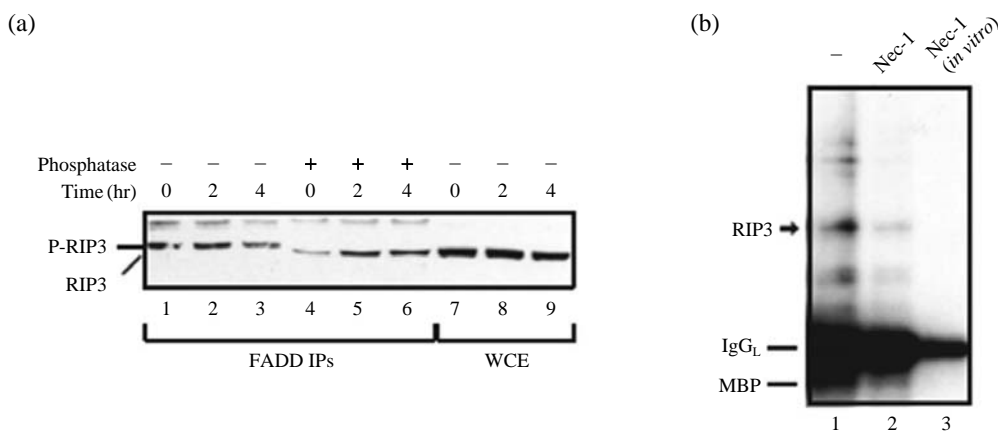 (a)
Phosphatase – – – + + + – – –
Time (hr) 0 2 4 0 2 4 0 2 4
P-RIP3
RIP3
1 2 3 4 5 6 7 8 9
FADD IPs WCE
(b)
– Nec-1 Nec-1 (in vitro)
RIP3
IgGL
MBP
1 2 3